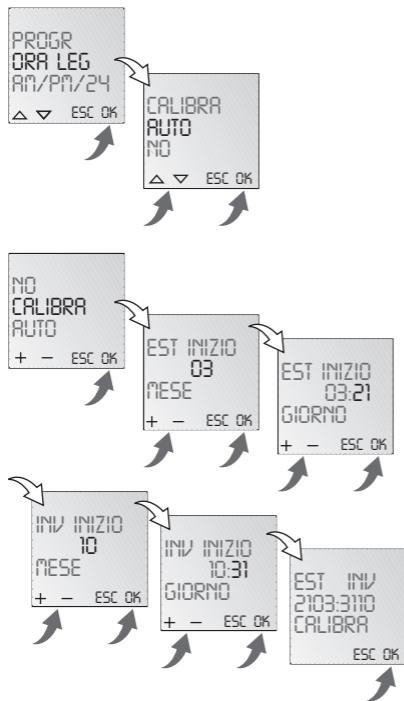 PROGR
ORA LEG
AM/PM/24
△ ▽ ESC OK
CALIBRA
AUTO
NO
△ ▽ ESC OK
NO
CALIBRA
AUTO
+ − ESC OK
EST INIZIO
03
MESE
+ − ESC OK
EST INIZIO
03:21
GIORNO
+ − ESC OK
INV INIZIO
10
MESE
+ − ESC OK
INV INIZIO
10:31
GIORNO
+ − ESC OK
EST INV
2103:3110
CALIBRA
ESC OK